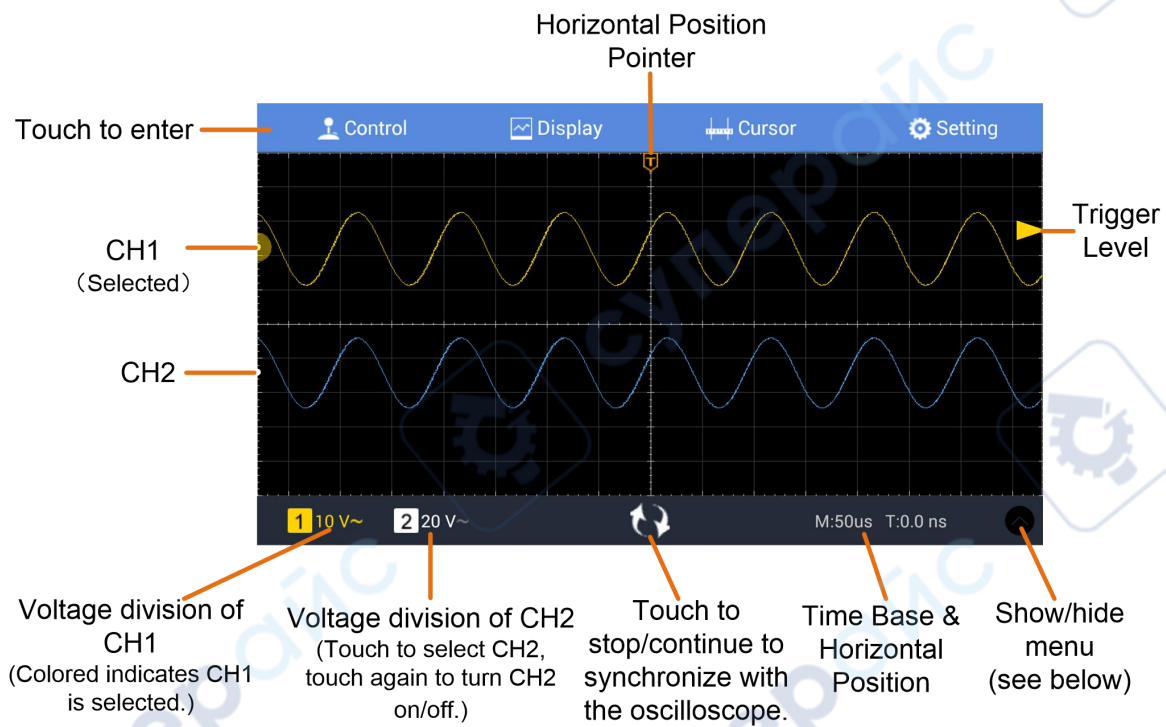 Horizontal Position
Pointer
Touch to enter
Control
Display
Cursor
Setting
T
CH1
（Selected）
Trigger
Level
CH2
1 10 V~
2 20 V~
M:50us T:0.0 ns
Voltage division of
CH1
(Colored indicates CH1
is selected.)
Voltage division of CH2
(Touch to select CH2,
touch again to turn CH2
on/off.)
Touch to
stop/continue to
synchronize with
the oscilloscope.
Time Base &
Horizontal
Position
Show/hide
menu
(see below)
суперайс